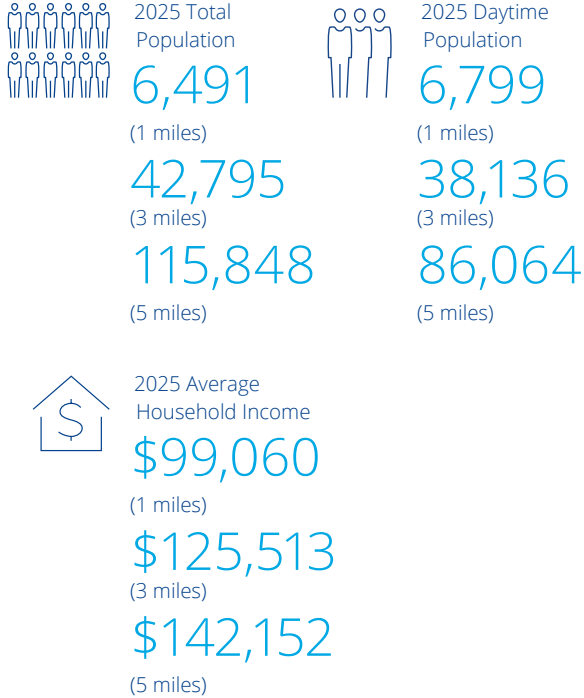 2025 Total
Population
6,491
(1 miles)
42,795
(3 miles)
115,848
(5 miles)
2025 Daytime
Population
6,799
(1 miles)
38,136
(3 miles)
86,064
(5 miles)
$
2025 Average
Household Income
$99,060
(1 miles)
$125,513
(3 miles)
$142,152
(5 miles)